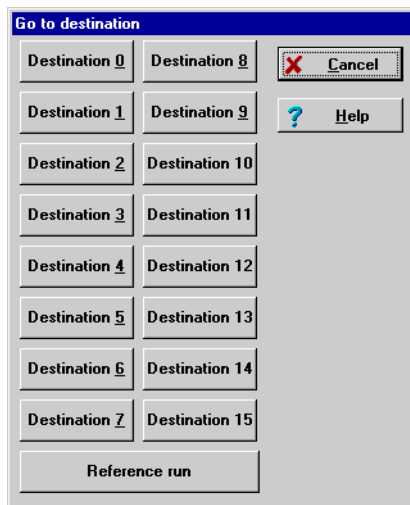 Go to destination
Destination 0 Destination 8 Cancel
Destination 1 Destination 9 Help
Destination 2 Destination 10
Destination 3 Destination 11
Destination 4 Destination 12
Destination 5 Destination 13
Destination 6 Destination 14
Destination 7 Destination 15
Reference run